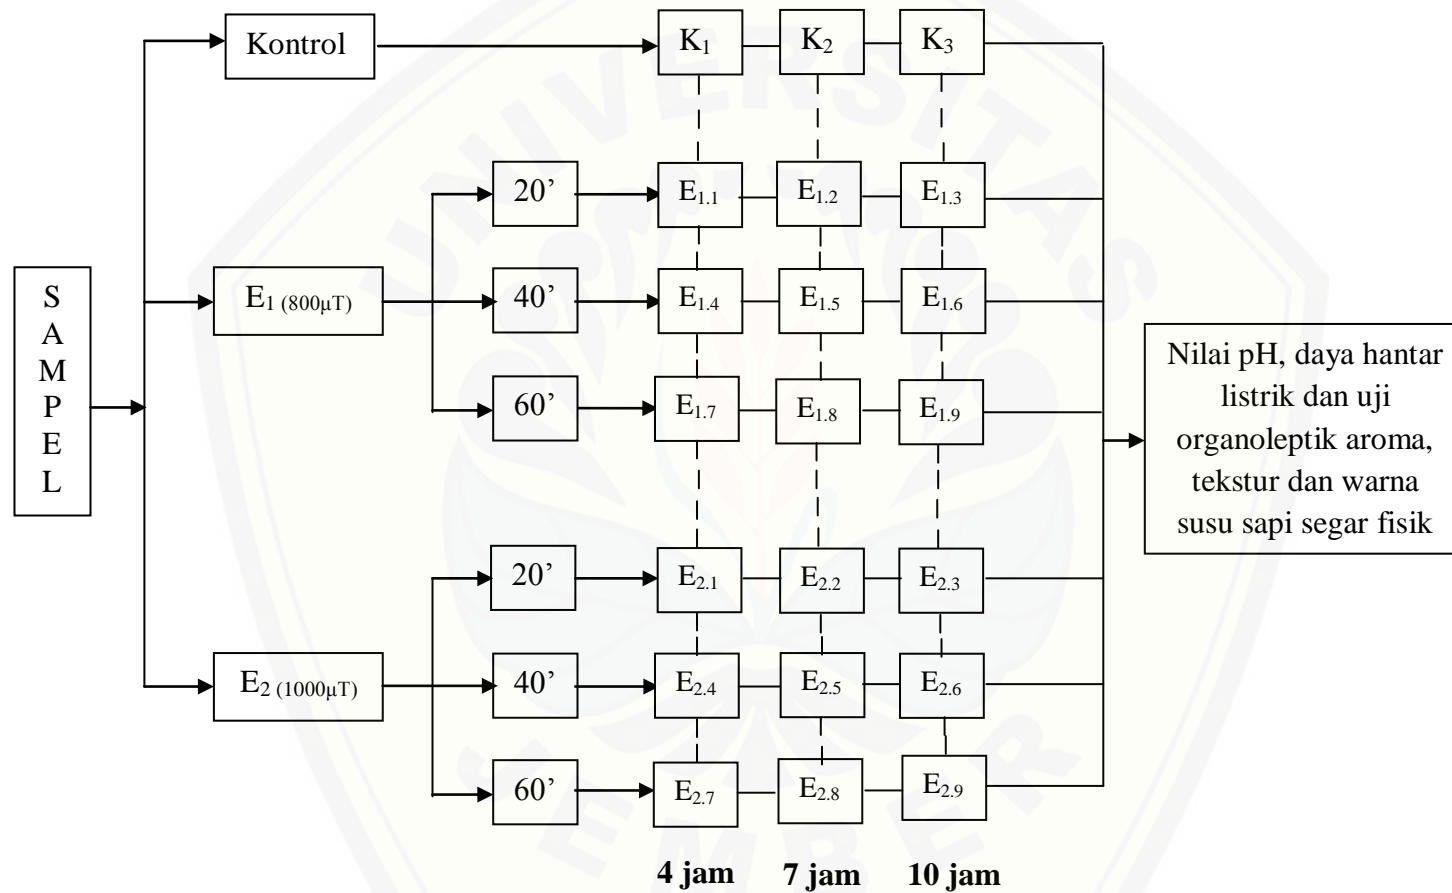 Kontrol
K₁
K₂
K₃
20’
E₁.₁
E₁.₂
E₁.₃
S
A
M
P
E
L
E₁ (800µT)
40’
E₁.₄
E₁.₅
E₁.₆
60’
E₁.₇
E₁.₈
E₁.₉
Nilai pH, daya hantar
listrik dan uji
organoleptik aroma,
tekstur dan warna
susu sapi segar fisik
20’
E₂.₁
E₂.₂
E₂.₃
E₂ (1000µT)
40’
E₂.₄
E₂.₅
E₂.₆
60’
E₂.₇
E₂.₈
E₂.₉
4 jam
7 jam
10 jam
UNIVERSITAS
JEMBER